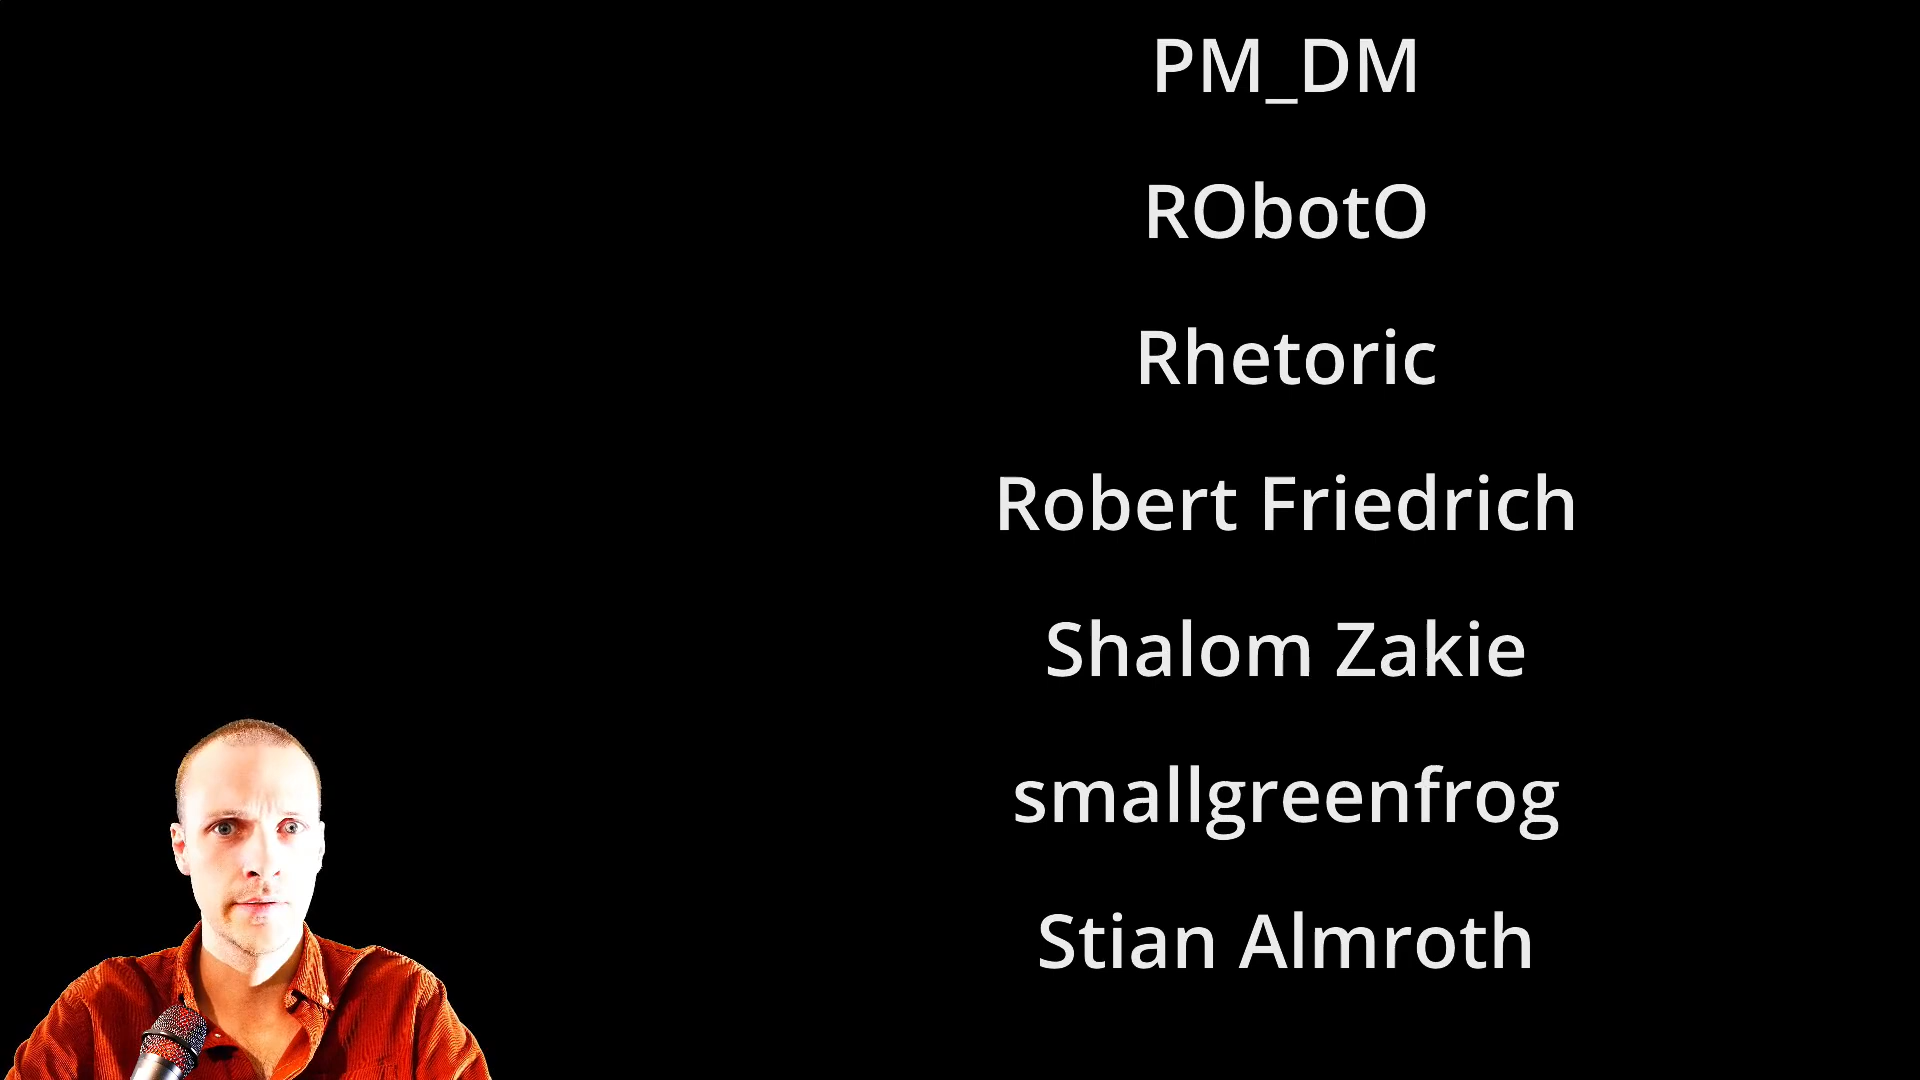 PM_DM
RObotO
Rhetoric
Robert Friedrich
Shalom Zakie
smallgreenfrog
Stian Almroth